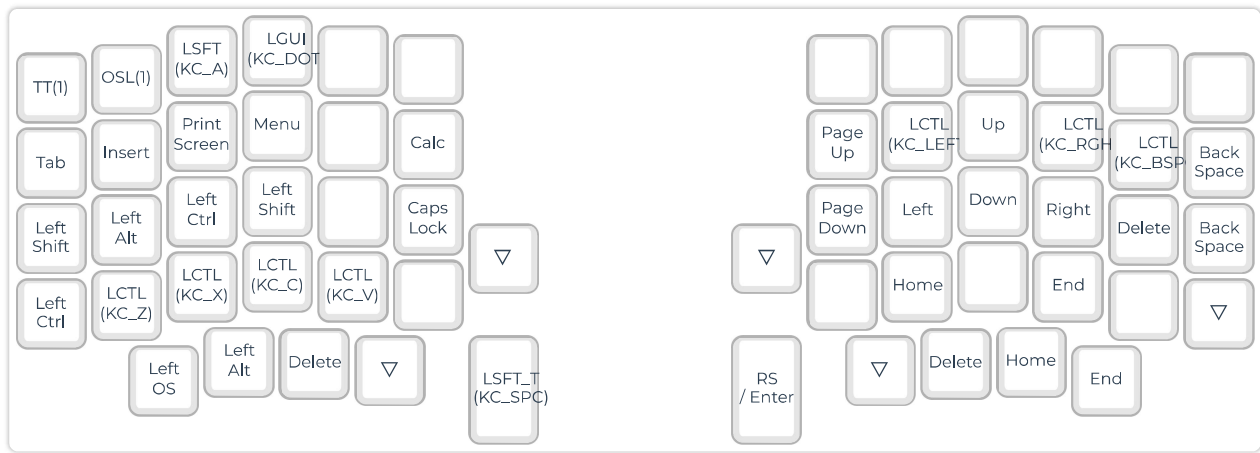 TT(1)
OSL(1)
LSFT
(KC_A)
LGUI
(KC_DOT
Tab
Insert
Print
Screen
Menu
Calc
Page
Up
LCTL
(KC_LEFT
Up
LCTL
(KC_RGH
LCTL
(KC_BSP
Back
Space
Left
Shift
Left
Alt
Left
Ctrl
Left
Shift
Caps
Lock
Page
Down
Left
Down
Right
Delete
Back
Space
Left
Ctrl
LCTL
(KC_Z)
LCTL
(KC_X)
LCTL
(KC_C)
LCTL
(KC_V)
▽
▽
Home
End
▽
Left
OS
Left
Alt
Delete
▽
LSFT_T
(KC_SPC)
RS
/ Enter
▽
Delete
Home
End